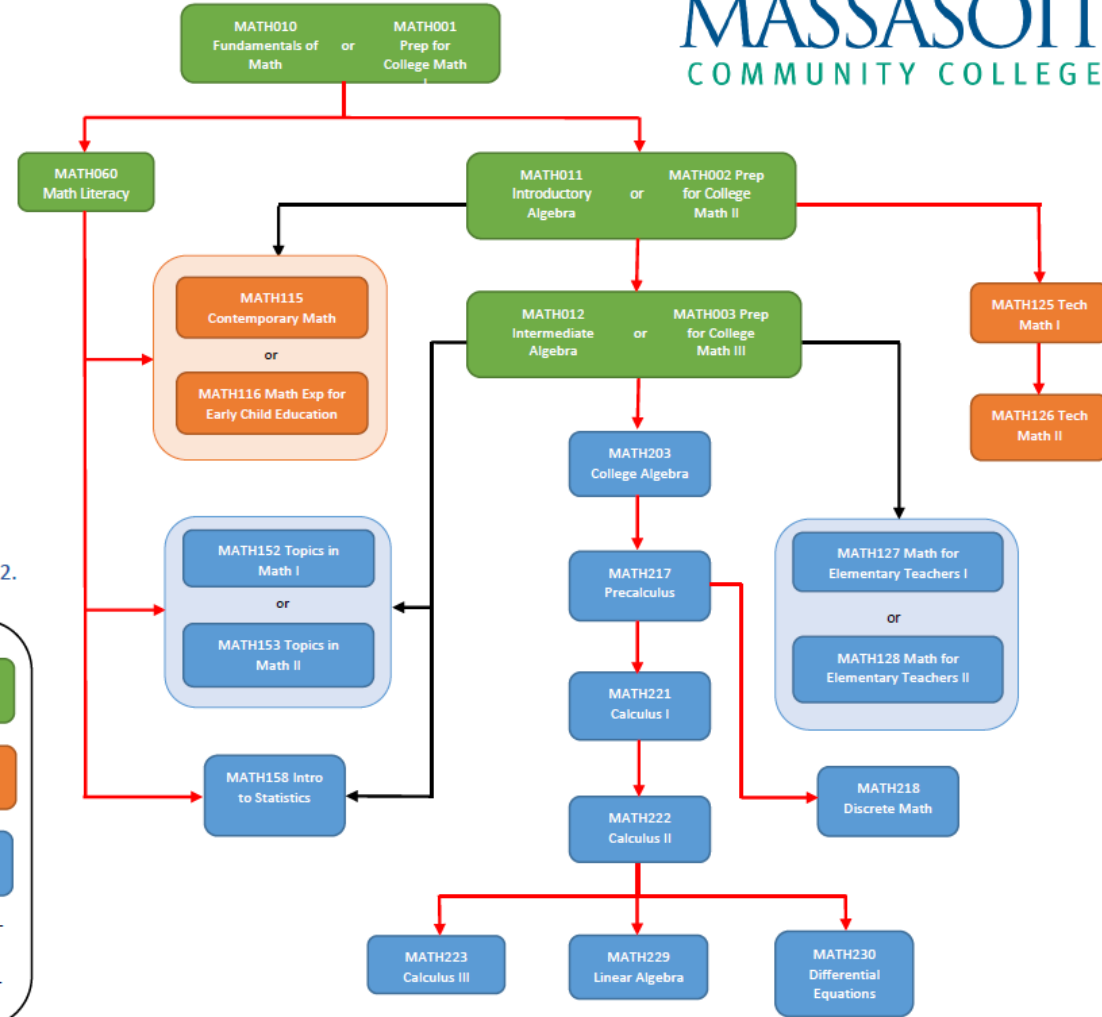 MASSASOIT
COMMUNITY COLLEGE
MATH010
Fundamentals of
Math
or
MATH001
Prep for
College Math
I
MATH060
Math Literacy
MATH011
Introductory
Algebra
or
MATH002 Prep
for College
Math II
MATH115
Contemporary Math
or
MATH116 Math Exp for
Early Child Education
MATH012
Intermediate
Algebra
or
MATH003 Prep
for College
Math III
MATH125 Tech
Math I
MATH126 Tech
Math II
MATH203
College Algebra
MATH152 Topics in
Math I
or
MATH153 Topics in
Math II
MATH217
Precalculus
MATH127 Math for
Elementary Teachers I
or
MATH128 Math for
Elementary Teachers II
2.
MATH221
Calculus I
MATH158 Intro
to Statistics
MATH218
Discrete Math
MATH222
Calculus II
MATH223
Calculus III
MATH229
Linear Algebra
MATH230
Differential
Equations